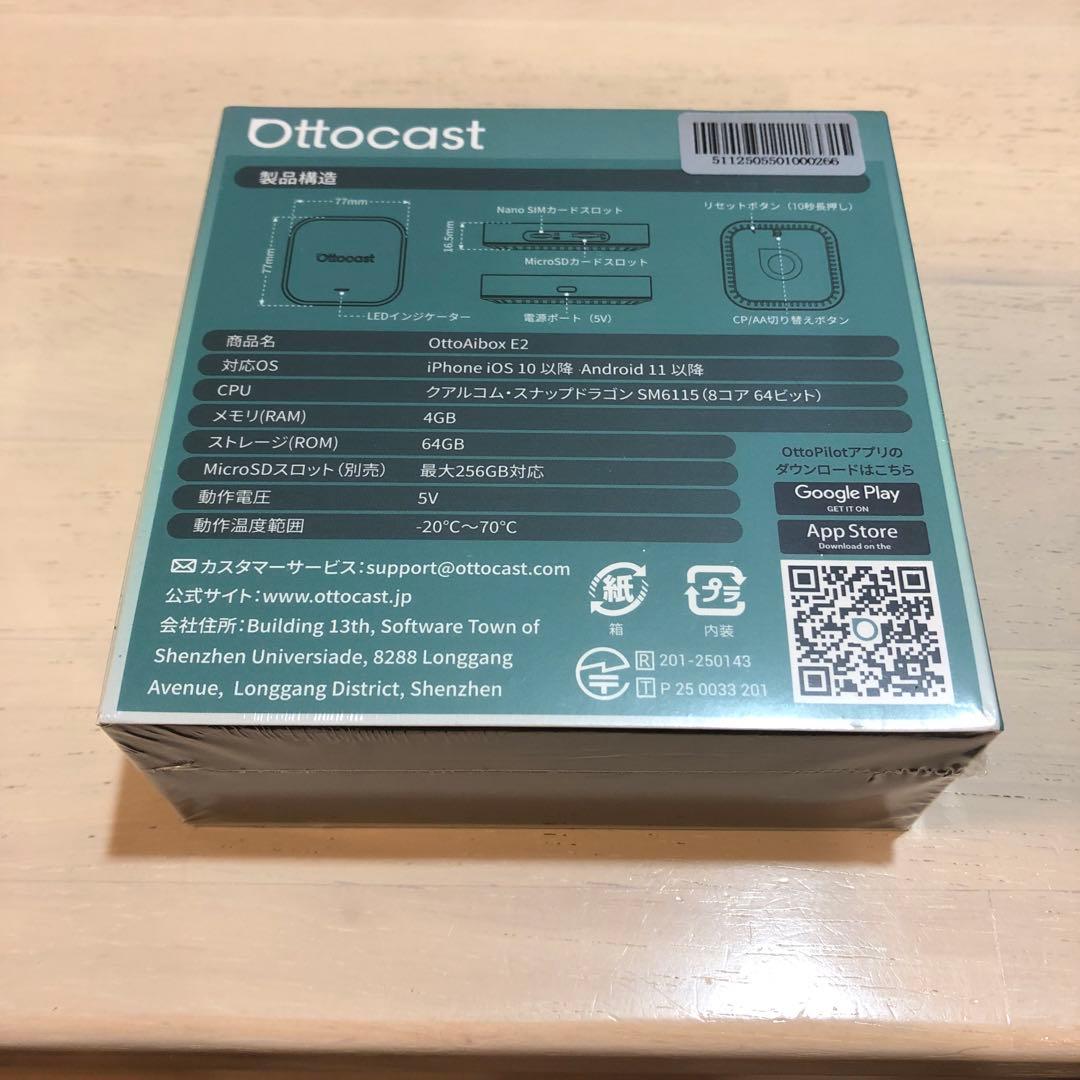 Ottocast
5112505501000266
製品構造
77mm
77mm
Ottocast
LEDインジケーター
Nano SIMカードスロット
16.5mm
MicroSDカードスロット
電源ポート（5V）
リセットボタン（10秒長押し）
CP/AA切り替えボタン
商品名 OttoAibox E2
対応OS iPhone iOS 10 以降 Android 11 以降
CPU クアルコム・スナップドラゴン SM6115（8コア 64ビット）
メモリ(RAM) 4GB
ストレージ(ROM) 64GB
MicroSDスロット（別売） 最大256GB対応
動作電圧 5V
動作温度範囲 -20℃～70℃
OttoPilotアプリの
ダウンロードはこちら
Google Play
GET IT ON
App Store
Download on the
カスタマーサービス：support@ottocast.com
公式サイト：www.ottocast.jp
会社住所：Building 13th, Software Town of
Shenzhen Universiade, 8288 Longgang
Avenue, Longgang District, Shenzhen
紙
箱
プラ
内装
R 201-250143
T P 25 0033 201